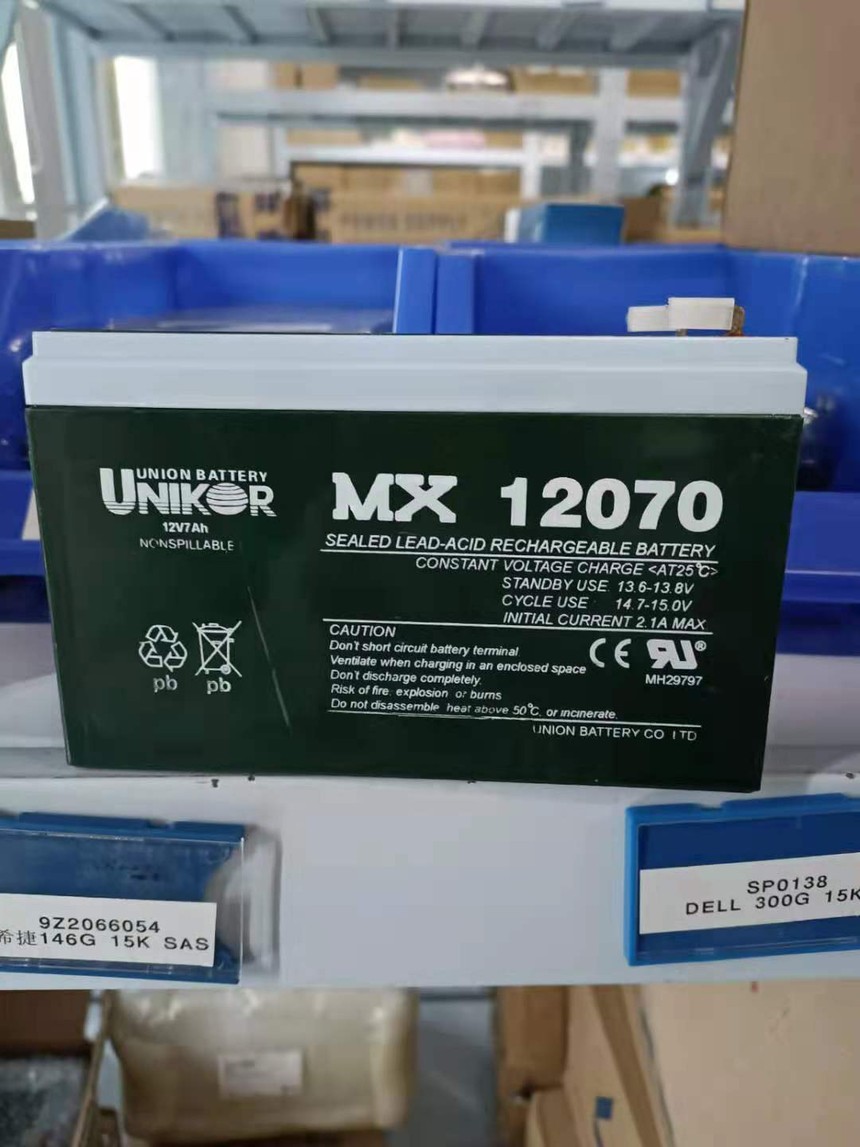 POWER SUPPLY
UNION BATTERY
UNIKOR
12V7Ah
NONSPILLABLE
pb
pb
MX 12070
SEALED LEAD-ACID RECHARGEABLE BATTERY
CONSTANT VOLTAGE CHARGE <AT25℃>
STANDBY USE 13.6-13.8V
CYCLE USE 14.7-15.0V
INITIAL CURRENT 2.1A MAX
CAUTION
Don't short circuit battery terminal
Ventilate when charging in an enclosed space
Don't discharge completely.
Risk of fire, explosion, or burns
Do not disassemble, heat above 50℃, or incinerate.
CE RU®
MH29797
UNION BATTERY CO LTD
9Z2066054
希捷146G 15K SAS
SP0138
DELL 300G 15K